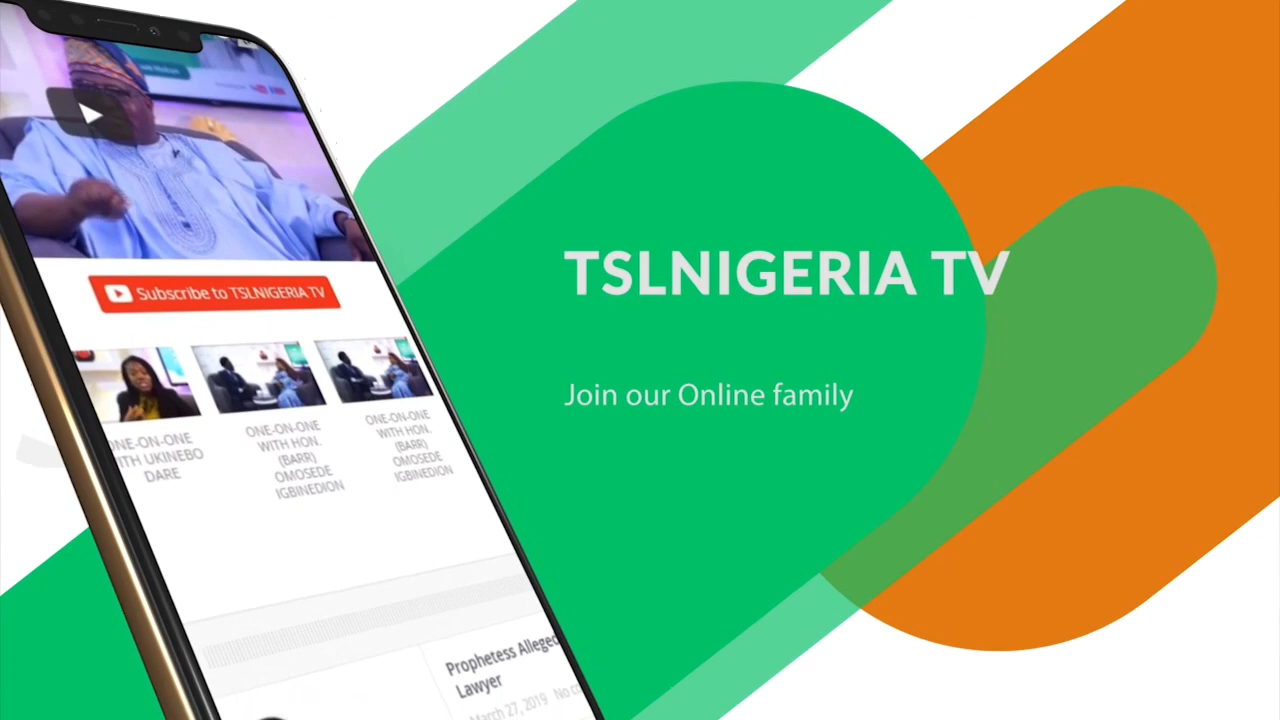 Subscribe to TSLNIGERIA TV
ONE-ON-ONE
WITH UKINEBO
DARE
ONE-ON-ONE
WITH HON.
(BARR)
OMOSEDE
IGBINEDION
ONE-ON-ONE
WITH HON.
(BARR)
OMOSEDE
IGBINEDION
Prophetess Alleged
Lawyer
March 27, 2019 No co
TSLNIGERIA TV
Join our Online family